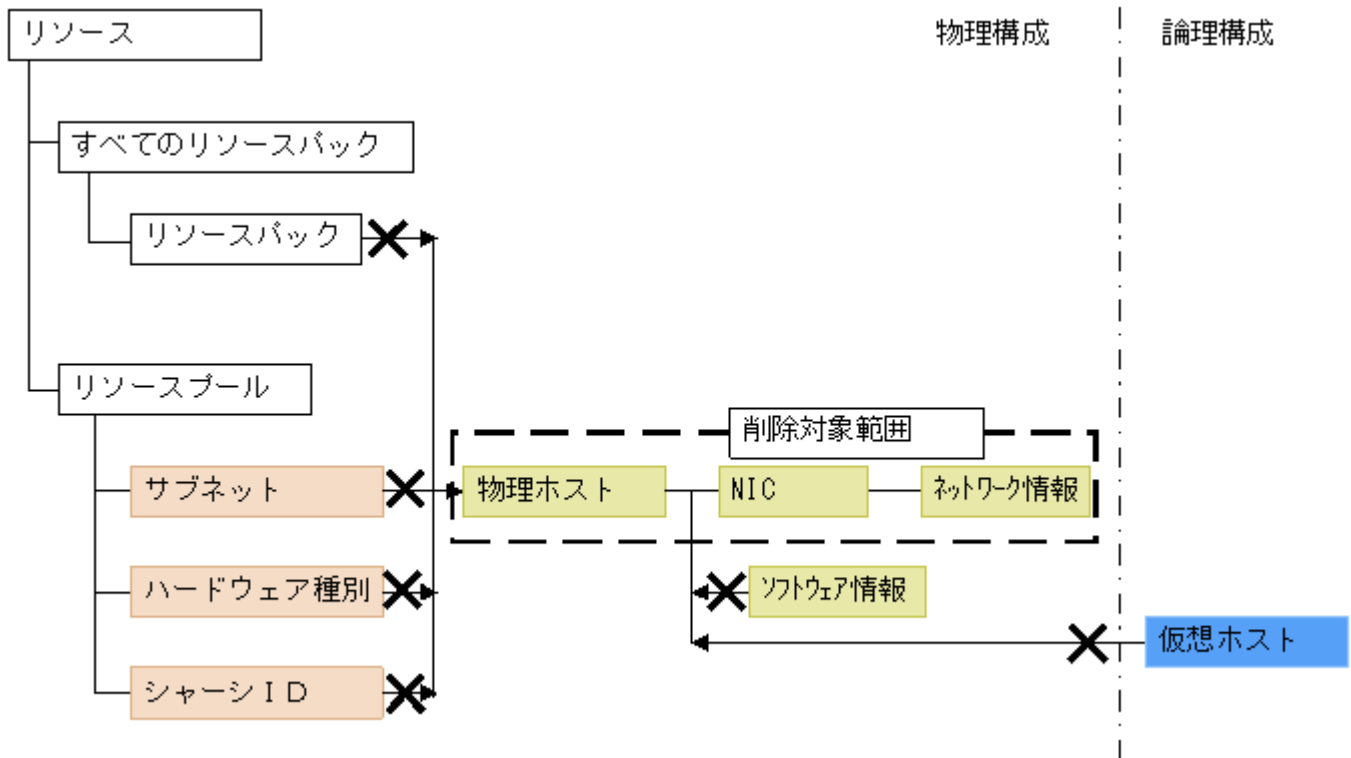 リソース
物理構成
論理構成
すべてのリソースパック
リソースパック
リソースプール
削除対象範囲
サブネット
物理ホスト
NIC
ネットワーク情報
ハードウェア種別
ソフトウェア情報
仮想ホスト
シャーシＩＤ